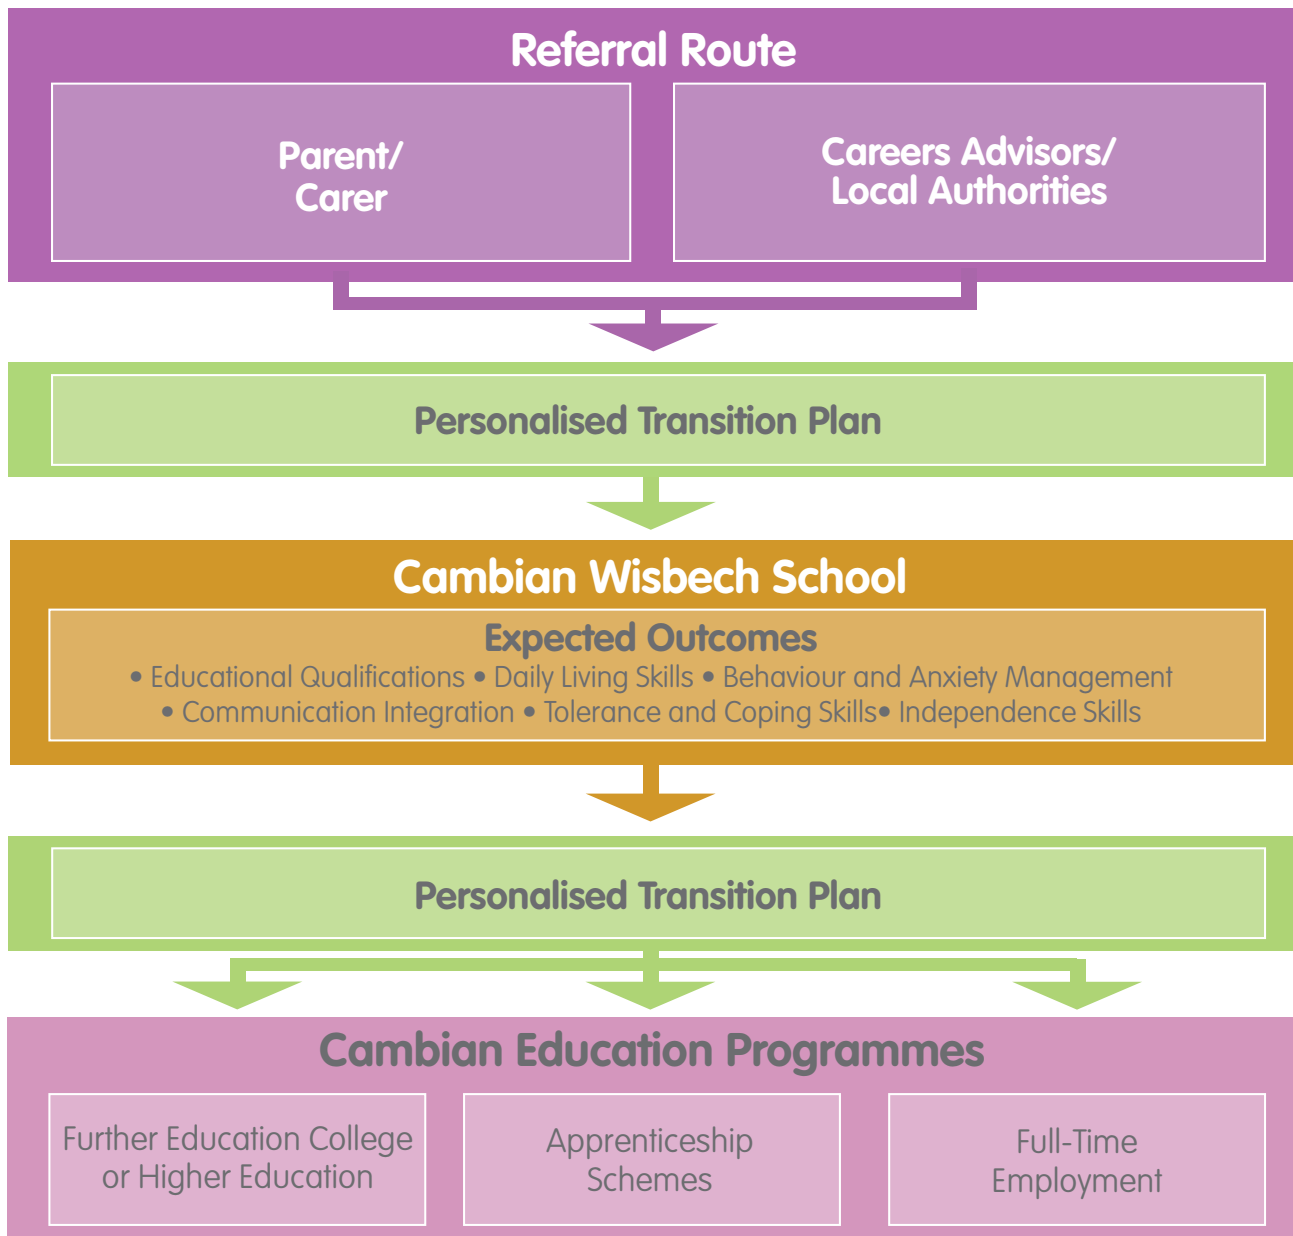 Referral Route
Parent/
Carer
Careers Advisors/
Local Authorities
Personalised Transition Plan
Cambian Wisbech School
Expected Outcomes
• Educational Qualifications • Daily Living Skills • Behaviour and Anxiety Management
• Communication Integration • Tolerance and Coping Skills• Independence Skills
Personalised Transition Plan
Cambian Education Programmes
Further Education College
or Higher Education
Apprenticeship
Schemes
Full-Time
Employment